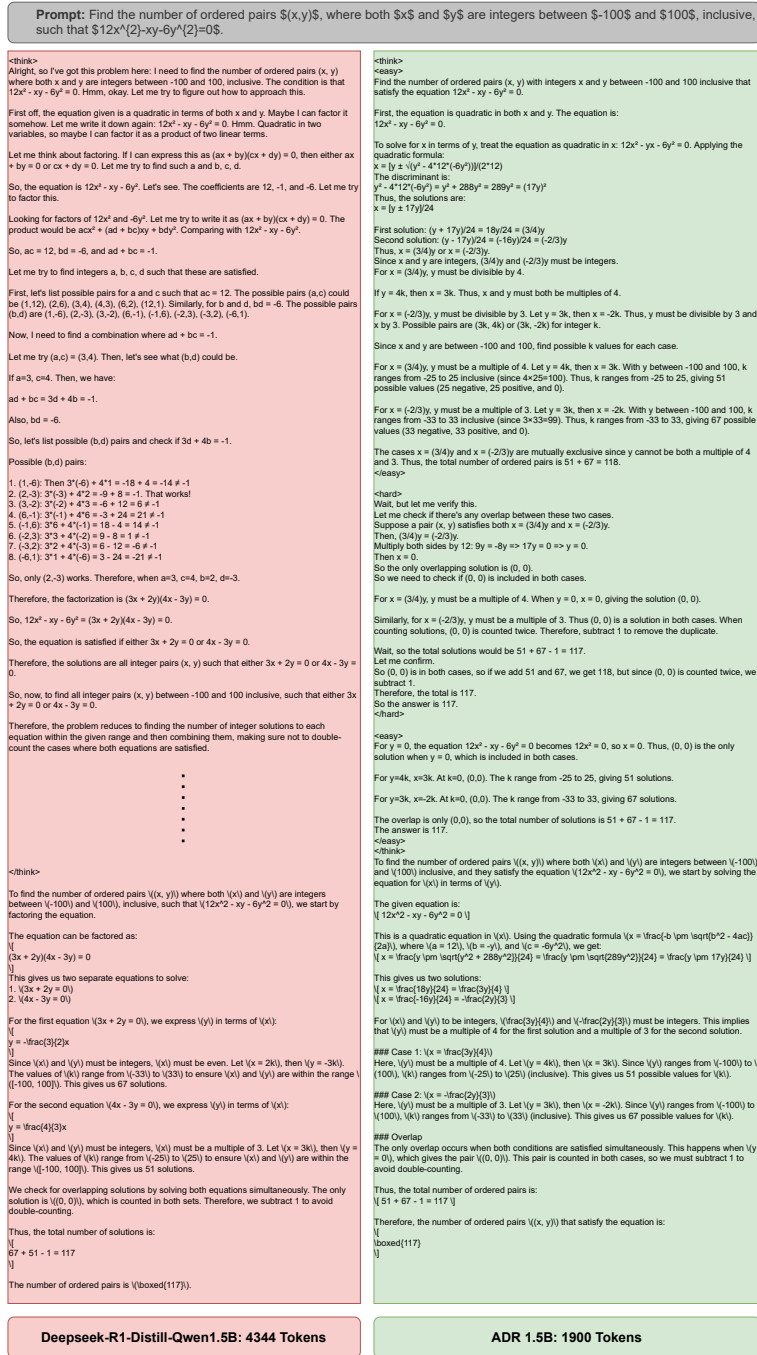 Prompt: Find the number of ordered pairs $(x,y)$, where both $x$ and $y$ are integers between $-100$ and $100$, inclusive,
such that $12x^{2}-xy-6y^{2}=0$.
<think>
Alright, so I've got this problem here: I need to find the number of ordered pairs (x, y)
where both x and y are integers between -100 and 100, inclusive. The condition is that
12x² - xy - 6y² = 0. Hmm, okay. Let me try to figure out how to approach this.
First off, the equation given is a quadratic in terms of both x and y. Maybe I can factor it
somehow. Let me write it down again: 12x² - xy - 6y² = 0. Hmm. Quadratic in two
variables, so maybe I can factor it as a product of two linear terms.
Let me think about factoring. If I can express this as (ax + by)(cx + dy) = 0, then either ax
+ by = 0 or cx + dy = 0. Let me try to find such a and b, c, d.
So, the equation is 12x² - xy - 6y². Let's see. The coefficients are 12, -1, and -6. Let me try
to factor this.
Looking for factors of 12x² and -6y². Let me try to write it as (ax + by)(cx + dy) = 0. The
product would be acx² + (ad + bc)xy + bdy². Comparing with 12x² - xy - 6y².
So, ac = 12, bd = -6, and ad + bc = -1.
Let me try to find integers a, b, c, d such that these are satisfied.
First, let's list possible pairs for a and c such that ac = 12. The possible pairs (a,c) could
be (1,12), (2,6), (3,4), (4,3), (6,2), (12,1). Similarly, for b and d, bd = -6. The possible pairs
(b,d) are (1,-6), (2,-3), (3,-2), (6,-1), (-1,6), (-2,3), (-3,2), (-6,1).
Now, I need to find a combination where ad + bc = -1.
Let me try (a,c) = (3,4). Then, let's see what (b,d) could be.
If a=3, c=4. Then, we have:
ad + bc = 3d + 4b = -1.
Also, bd = -6.
So, let's list possible (b,d) pairs and check if 3d + 4b = -1.
Possible (b,d) pairs:
1. (1,-6): Then 3*(-6) + 4*1 = -18 + 4 = -14 ≠ -1
2. (2,-3): 3*(-3) + 4*2 = -9 + 8 = -1. That works!
3. (3,-2): 3*(-2) + 4*3 = -6 + 12 = 6 ≠ -1
4. (6,-1): 3*(-1) + 4*6 = -3 + 24 = 21 ≠ -1
5. (-1,6): 3*6 + 4*(-1) = 18 - 4 = 14 ≠ -1
6. (-2,3): 3*3 + 4*(-2) = 9 - 8 = 1 ≠ -1
7. (-3,2): 3*2 + 4*(-3) = 6 - 12 = -6 ≠ -1
8. (-6,1): 3*1 + 4*(-6) = 3 - 24 = -21 ≠ -1
So, only (2,-3) works. Therefore, when a=3, c=4, b=2, d=-3.
Therefore, the factorization is (3x + 2y)(4x - 3y) = 0.
So, 12x² - xy - 6y² = (3x + 2y)(4x - 3y) = 0.
So, the equation is satisfied if either 3x + 2y = 0 or 4x - 3y = 0.
Therefore, the solutions are all integer pairs (x, y) such that either 3x + 2y = 0 or 4x - 3y =
0.
So, now, to find all integer pairs (x, y) between -100 and 100 inclusive, such that either 3x
+ 2y = 0 or 4x - 3y = 0.
Therefore, the problem reduces to finding the number of integer solutions to each
equation within the given range and then combining them, making sure not to double-
count the cases where both equations are satisfied.
</think>
To find the number of ordered pairs \((x, y)\) where both \(x\) and \(y\) are integers
between \(-100\) and \(100\), inclusive, such that \(12x^2 - xy - 6y^2 = 0\), we start by
factoring the equation.
The equation can be factored as:
\[
(3x + 2y)(4x - 3y) = 0
\]
This gives us two separate equations to solve:
1. \(3x + 2y = 0\)
2. \(4x - 3y = 0\)
For the first equation \(3x + 2y = 0\), we express \(y\) in terms of \(x\):
\[
y = -\frac{3}{2}x
\]
Since \(x\) and \(y\) must be integers, \(x\) must be even. Let \(x = 2k\), then \(y = -3k\).
The values of \(k\) range from \(-33\) to \(33\) to ensure \(x\) and \(y\) are within the range \
([-100, 100]\). This gives us 67 solutions.
For the second equation \(4x - 3y = 0\), we express \(y\) in terms of \(x\):
\[
y = \frac{4}{3}x
\]
Since \(x\) and \(y\) must be integers, \(x\) must be a multiple of 3. Let \(x = 3k\), then \(y =
4k\). The values of \(k\) range from \(-25\) to \(25\) to ensure \(x\) and \(y\) are within the
range \([-100, 100]\). This gives us 51 solutions.
We check for overlapping solutions by solving both equations simultaneously. The only
solution is \((0, 0)\), which is counted in both sets. Therefore, we subtract 1 to avoid
double-counting.
Thus, the total number of solutions is:
\[
67 + 51 - 1 = 117
\]
The number of ordered pairs is \(\boxed{117}\).
Deepseek-R1-Distill-Qwen1.5B: 4344 Tokens
<think>
<easy>
Find the number of ordered pairs (x, y) with integers x and y between -100 and 100 inclusive that
satisfy the equation 12x² - xy - 6y² = 0.
First, the equation is quadratic in both x and y. The equation is:
12x² - xy - 6y² = 0.
To solve for x in terms of y, treat the equation as quadratic in x: 12x² - yx - 6y² = 0. Applying the
quadratic formula:
x = [y ± √(y² - 4*12*(-6y²))]/(2*12)
The discriminant is:
y² - 4*12*(-6y²) = y² + 288y² = 289y² = (17y)²
Thus, the solutions are:
x = [y ± 17y]/24
First solution: (y + 17y)/24 = 18y/24 = (3/4)y
Second solution: (y - 17y)/24 = (-16y)/24 = (-2/3)y
Thus, x = (3/4)y or x = (-2/3)y.
Since x and y are integers, (3/4)y and (-2/3)y must be integers.
For x = (3/4)y, y must be divisible by 4.
If y = 4k, then x = 3k. Thus, x and y must both be multiples of 4.
For x = (-2/3)y, y must be divisible by 3. Let y = 3k, then x = -2k. Thus, y must be divisible by 3 and
x by 3. Possible pairs are (3k, 4k) or (3k, -2k) for integer k.
Since x and y are between -100 and 100, find possible k values for each case.
For x = (3/4)y, y must be a multiple of 4. Let y = 4k, then x = 3k. With y between -100 and 100, k
ranges from -25 to 25 inclusive (since 4×25=100). Thus, k ranges from -25 to 25, giving 51
possible values (25 negative, 25 positive, and 0).
For x = (-2/3)y, y must be a multiple of 3. Let y = 3k, then x = -2k. With y between -100 and 100, k
ranges from -33 to 33 inclusive (since 3×33=99). Thus, k ranges from -33 to 33, giving 67 possible
values (33 negative, 33 positive, and 0).
The cases x = (3/4)y and x = (-2/3)y are mutually exclusive since y cannot be both a multiple of 4
and 3. Thus, the total number of ordered pairs is 51 + 67 = 118.
</easy>
<hard>
Wait, but let me verify this.
Let me check if there's any overlap between these two cases.
Suppose a pair (x, y) satisfies both x = (3/4)y and x = (-2/3)y.
Then, (3/4)y = (-2/3)y.
Multiply both sides by 12: 9y = -8y => 17y = 0 => y = 0.
Then x = 0.
So the only overlapping solution is (0, 0).
So we need to check if (0, 0) is included in both cases.
For x = (3/4)y, y must be a multiple of 4. When y = 0, x = 0, giving the solution (0, 0).
Similarly, for x = (-2/3)y, y must be a multiple of 3. Thus (0, 0) is a solution in both cases. When
counting solutions, (0, 0) is counted twice. Therefore, subtract 1 to remove the duplicate.
Wait, so the total solutions would be 51 + 67 - 1 = 117.
Let me confirm.
So (0, 0) is in both cases, so if we add 51 and 67, we get 118, but since (0, 0) is counted twice, we
subtract 1.
Therefore, the total is 117.
So the answer is 117.
</hard>
<easy>
For y = 0, the equation 12x² - xy - 6y² = 0 becomes 12x² = 0, so x = 0. Thus, (0, 0) is the only
solution when y = 0, which is included in both cases.
For y=4k, x=3k. At k=0, (0,0). The k range from -25 to 25, giving 51 solutions.
For y=3k, x=-2k. At k=0, (0,0). The k range from -33 to 33, giving 67 solutions.
The overlap is only (0,0), so the total number of solutions is 51 + 67 - 1 = 117.
The answer is 117.
</easy>
</think>
To find the number of ordered pairs \((x, y)\) where both \(x\) and \(y\) are integers between \(-100\)
and \(100\) inclusive, and they satisfy the equation \(12x^2 - xy - 6y^2 = 0\), we start by solving the
equation for \(x\) in terms of \(y\).
The given equation is:
\[ 12x^2 - xy - 6y^2 = 0 \]
This is a quadratic equation in \(x\). Using the quadratic formula \(x = \frac{-b \pm \sqrt{b^2 - 4ac}}
{2a}\), where \(a = 12\), \(b = -y\), and \(c = -6y^2\), we get:
\[ x = \frac{y \pm \sqrt{y^2 + 288y^2}}{24} = \frac{y \pm \sqrt{289y^2}}{24} = \frac{y \pm 17y}{24} \]
This gives us two solutions:
\[ x = \frac{18y}{24} = \frac{3y}{4} \]
\[ x = \frac{-16y}{24} = -\frac{2y}{3} \]
For \(x\) and \(y\) to be integers, \(\frac{3y}{4}\) and \(-\frac{2y}{3}\) must be integers. This implies
that \(y\) must be a multiple of 4 for the first solution and a multiple of 3 for the second solution.
### Case 1: \(x = \frac{3y}{4}\)
Here, \(y\) must be a multiple of 4. Let \(y = 4k\), then \(x = 3k\). Since \(y\) ranges from \(-100\) to \
(100\), \(k\) ranges from \(-25\) to \(25\) (inclusive). This gives us 51 possible values for \(k\).
### Case 2: \(x = -\frac{2y}{3}\)
Here, \(y\) must be a multiple of 3. Let \(y = 3k\), then \(x = -2k\). Since \(y\) ranges from \(-100\) to
\(100\), \(k\) ranges from \(-33\) to \(33\) (inclusive). This gives us 67 possible values for \(k\).
### Overlap
The only overlap occurs when both conditions are satisfied simultaneously. This happens when \(y
= 0\), which gives the pair \((0, 0)\). This pair is counted in both cases, so we must subtract 1 to
avoid double-counting.
Thus, the total number of ordered pairs is:
\[ 51 + 67 - 1 = 117 \]
Therefore, the number of ordered pairs \((x, y)\) that satisfy the equation is:
\[
\boxed{117}
\]
ADR 1.5B: 1900 Tokens